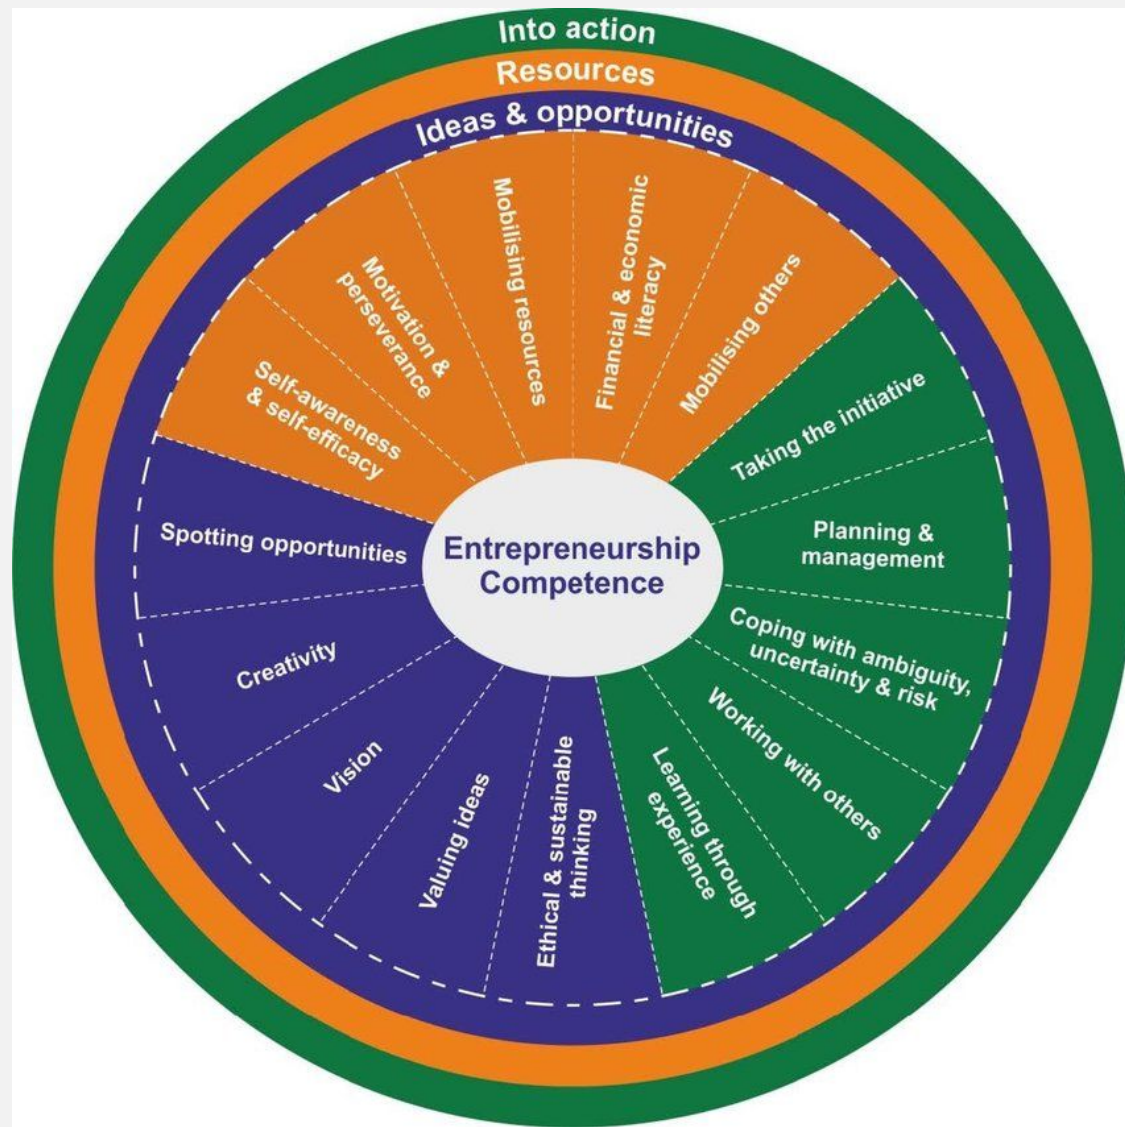 Into action
Resources
Ideas & opportunities
Mobilising resources
Financial & economic
literacy
Mobilising others
Taking the initiative
Planning &
management
Coping with ambiguity,
uncertainty & risk
Working with others
Learning through
experience
Ethical & sustainable
thinking
Valuing ideas
Vision
Creativity
Spotting opportunities
Self-awareness
& self-efficacy
Motivation &
perseverance
Entrepreneurship
Competence